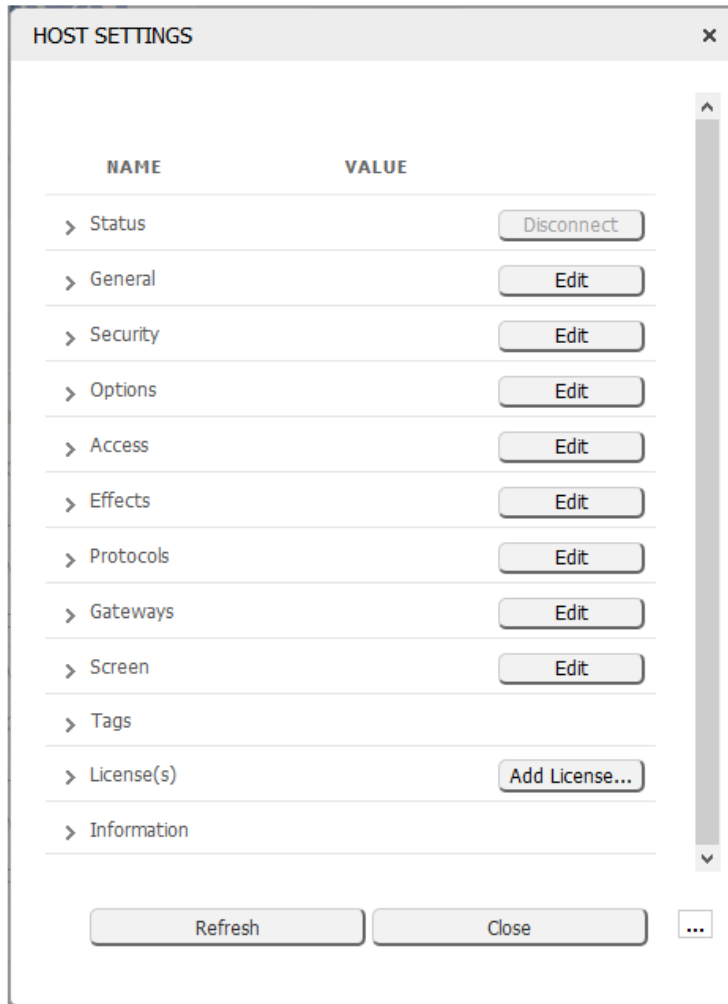 HOST SETTINGS
NAME VALUE
Status Disconnect
General Edit
Security Edit
Options Edit
Access Edit
Effects Edit
Protocols Edit
Gateways Edit
Screen Edit
Tags
License(s) Add License...
Information
Refresh Close ...